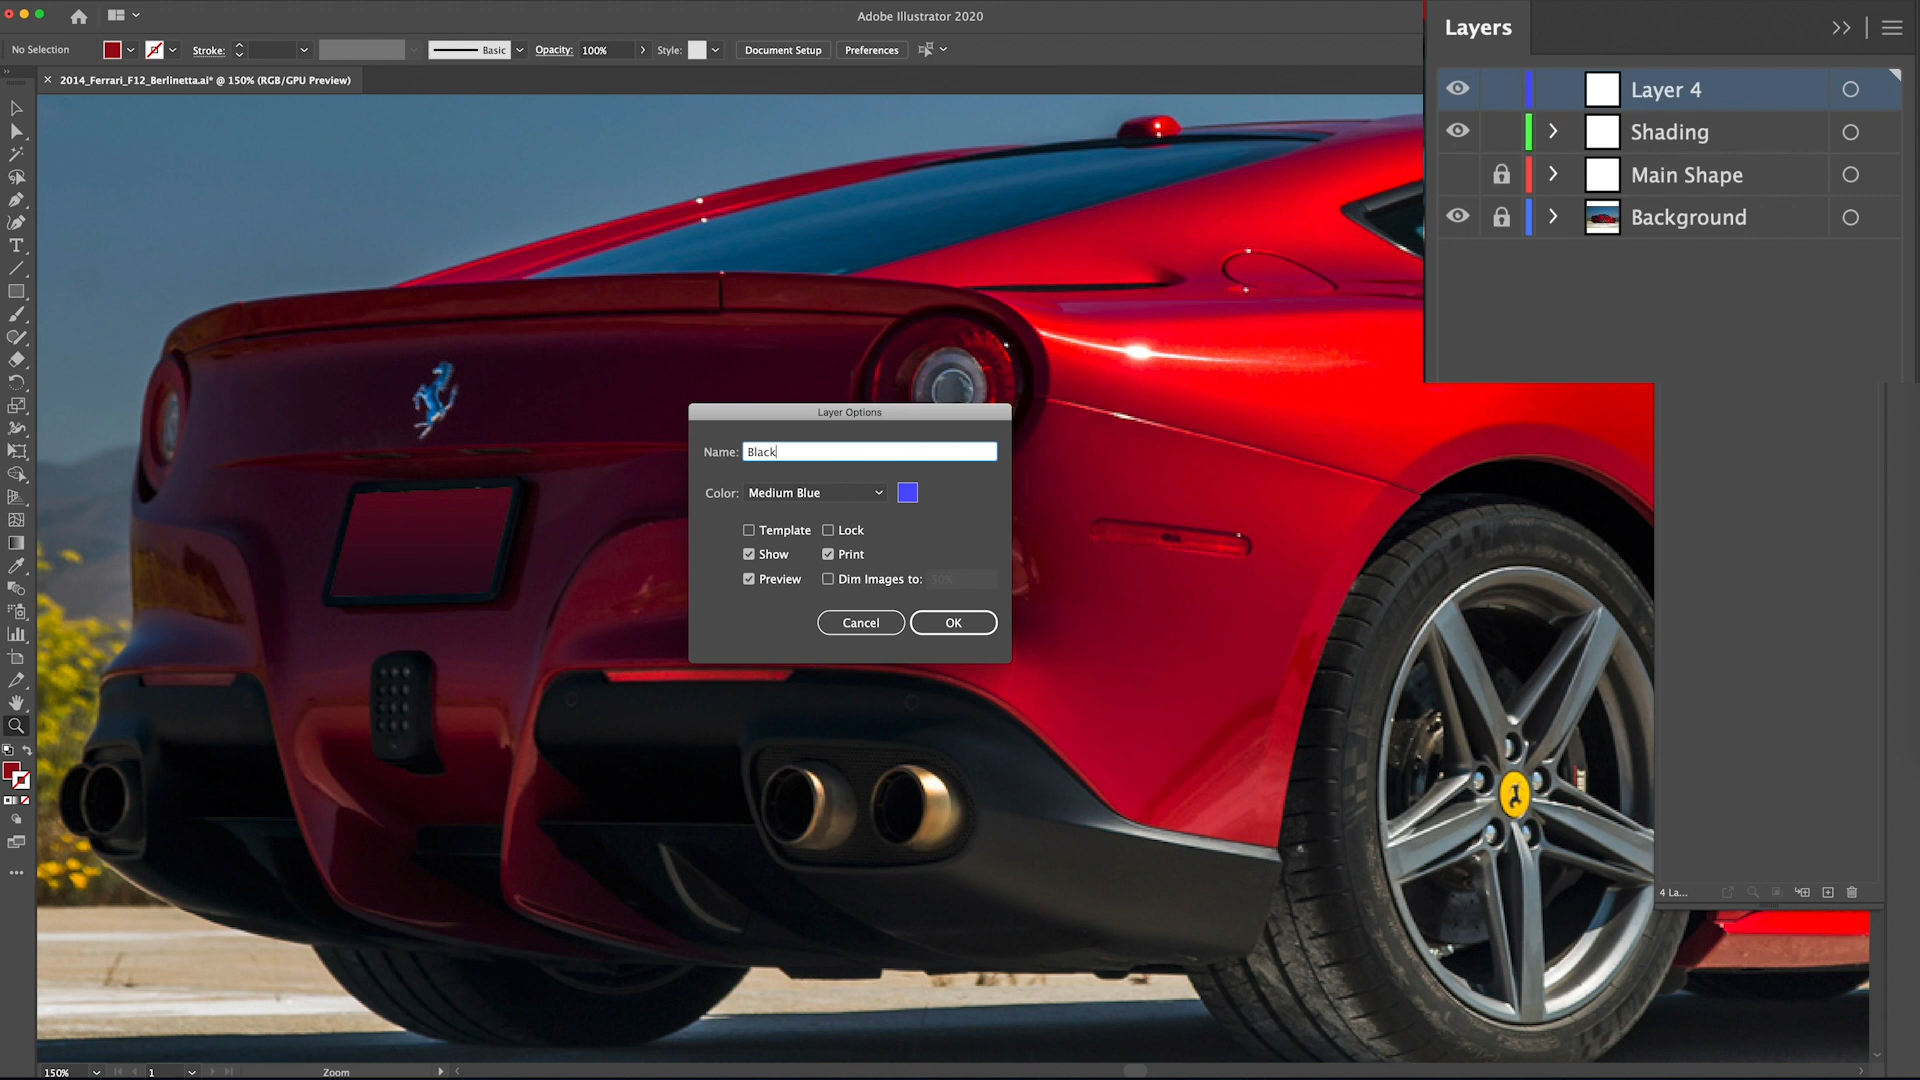 Adobe Illustrator 2020
No Selection
Stroke:
Basic
Opacity:
100%
Style:
Document Setup
Preferences
× 2014_Ferrari_F12_Berlinetta.ai* @ 150% (RGB/GPU Preview)
Layers
Layer 4
Shading
Main Shape
Background
Layer Options
Name: Black
Color: Medium Blue
Template Lock
Show Print
Preview Dim Images to: 50%
Cancel OK
4 La...
150% 1 Zoom